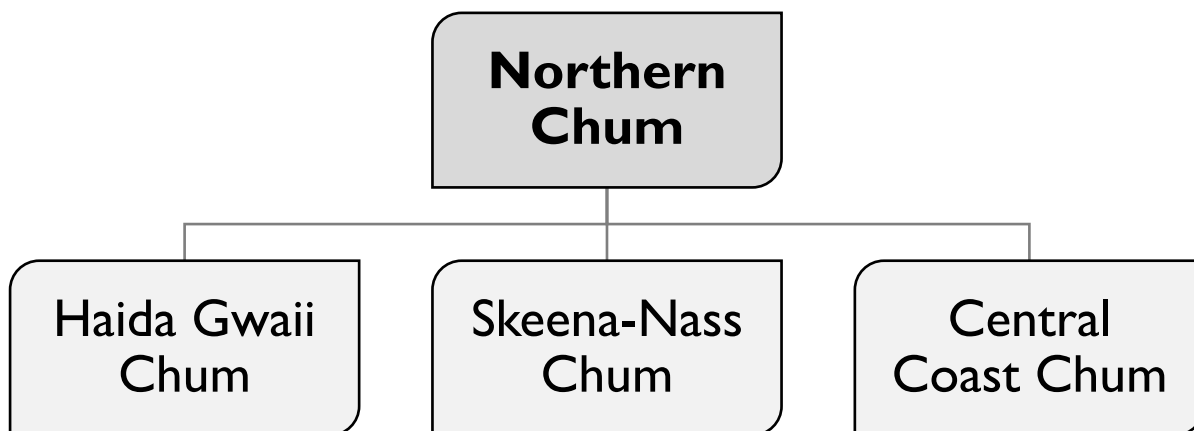 Northern
Chum
Haida Gwaii
Chum
Skeena-Nass
Chum
Central
Coast Chum